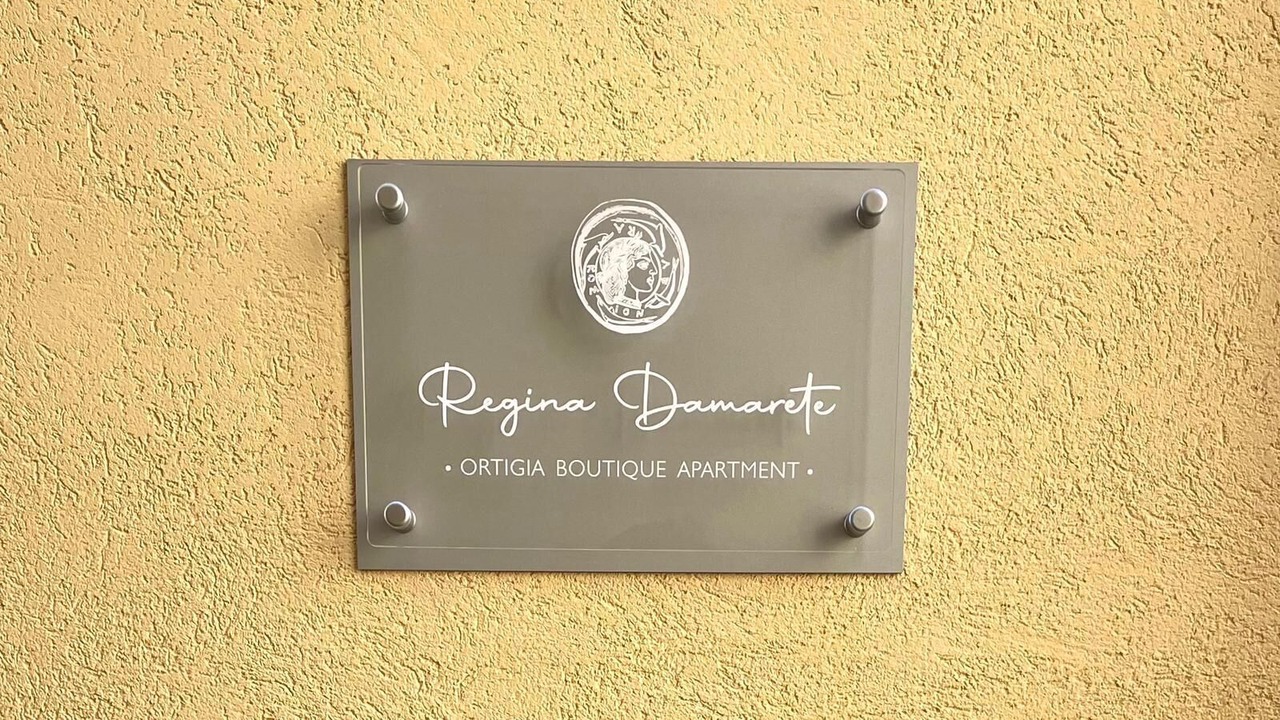 Regina Damarete
• ORTIGIA BOUTIQUE APARTMENT •